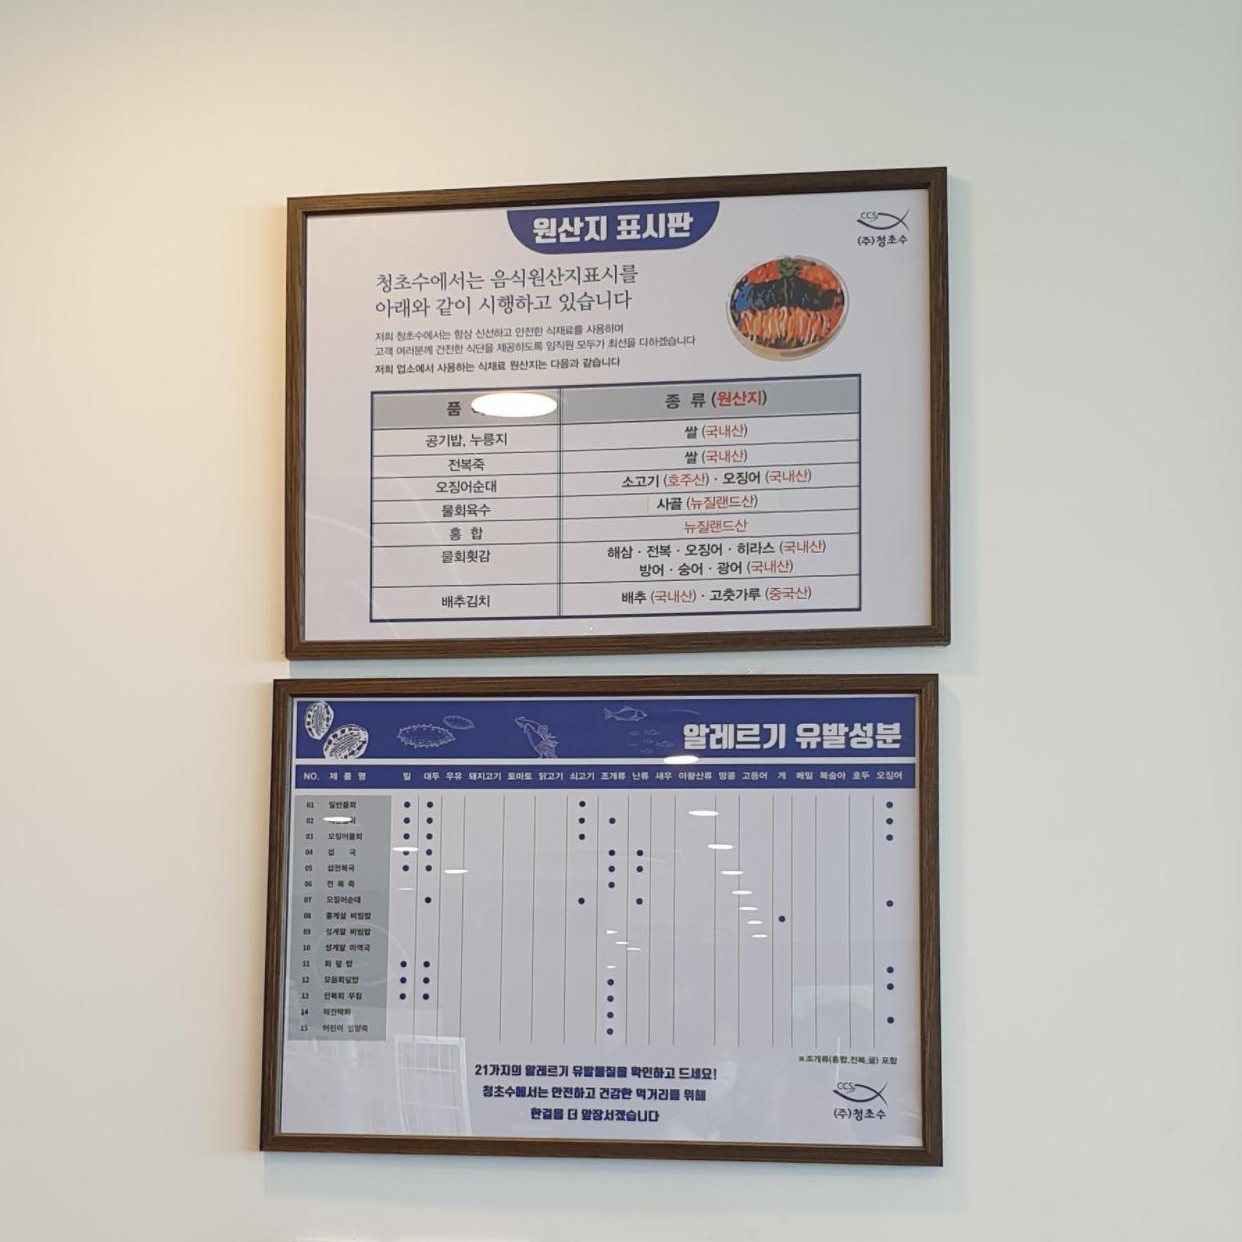 원산지 표시판
CCS
(주)청초수
청초수에서는 음식원산지표시를
아래와 같이 시행하고 있습니다
저희 청초수에서는 항상 신선하고 안전한 식재료를 사용하며
고객 여러분께 건전한 식단을 제공하도록 임직원 모두가 최선을 다하겠습니다
저희 업소에서 사용하는 식재료 원산지는 다음과 같습니다
품 종 류 (원산지)
공기밥, 누룽지 쌀 (국내산)
전복죽 쌀 (국내산)
오징어순대 소고기 (호주산) · 오징어 (국내산)
물회육수 사골 (뉴질랜드산)
홍 합 뉴질랜드산
물회횟감 해삼 · 전복 · 오징어 · 히라스 (국내산)
방어 · 숭어 · 광어 (국내산)
배추김치 배추 (국내산) · 고춧가루 (중국산)
알레르기 유발성분
NO. 제 품 명 밀 대두 우유 돼지고기 토마토 닭고기 쇠고기 조개류 난류 새우 아황산류 땅콩 고등어 게 메밀 복숭아 호두 오징어
01 일반물회
02
03 오징어물회
04 섭 국
05 섭전복국
06 전 복 죽
07 오징어순대
08 홍게살 비빔밥
09 성게알 비빔밥
10 성게알 미역국
11 회 덮 밥
12 모듬회덮밥
13 전복회 무침
14
15 어린이 영양죽
※조개류(홍합,전복,굴) 포함
21가지의 알레르기 유발물질을 확인하고 드세요!
청초수에서는 안전하고 건강한 먹거리를 위해
한걸음 더 앞장서겠습니다
CCS
(주)청초수